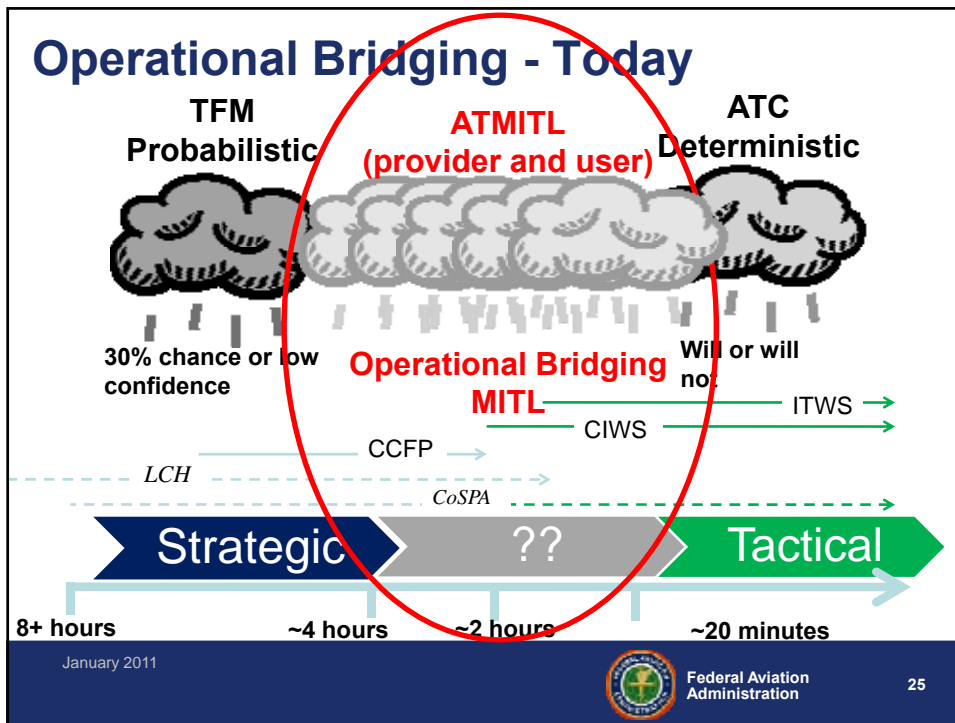 Operational Bridging - Today
TFM
Probabilistic
ATMITL
(provider and user)
ATC
Deterministic
30% chance or low
confidence
Operational Bridging
MITL
Will or will
not
ITWS
CIWS
CCFP
LCH
CoSPA
Strategic
??
Tactical
8+ hours
~4 hours
~2 hours
~20 minutes
January 2011
Federal Aviation
Administration
25